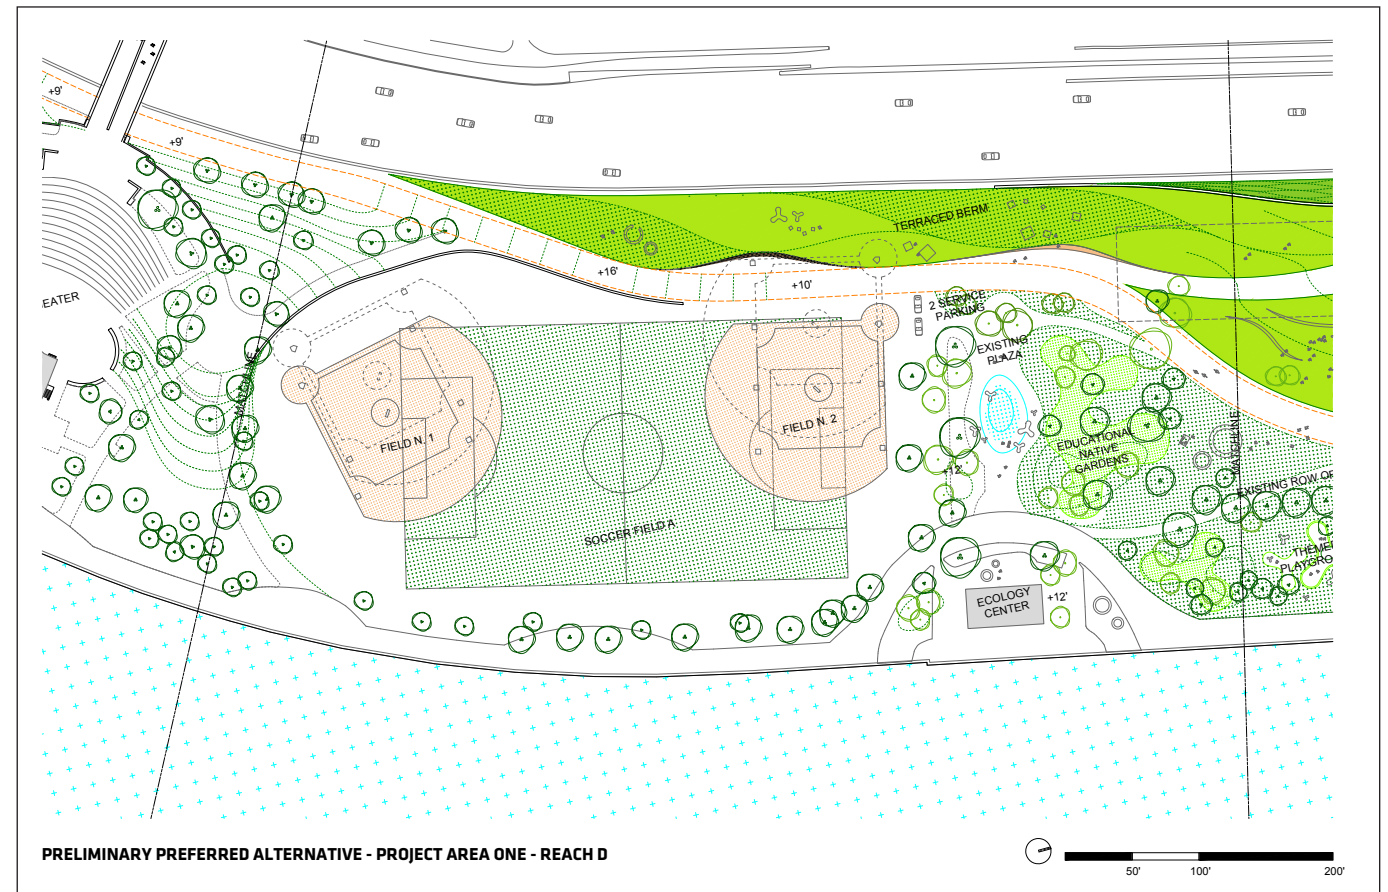 +9'
+9'
TERRACED BERM
+16'
+10'
2 SERVICE
PARKING
EATER
EXISTING
PLAZA
MATCHLINE
FIELD N. 1
FIELD N. 2
EDUCATIONAL
NATIVE
GARDENS
MATCHLINE
+12'
EXISTING ROW OF
SOCCER FIELD A
THEME
PLAYGRO
ECOLOGY
CENTER
+12'
PRELIMINARY PREFERRED ALTERNATIVE - PROJECT AREA ONE - REACH D
50'
100'
200'